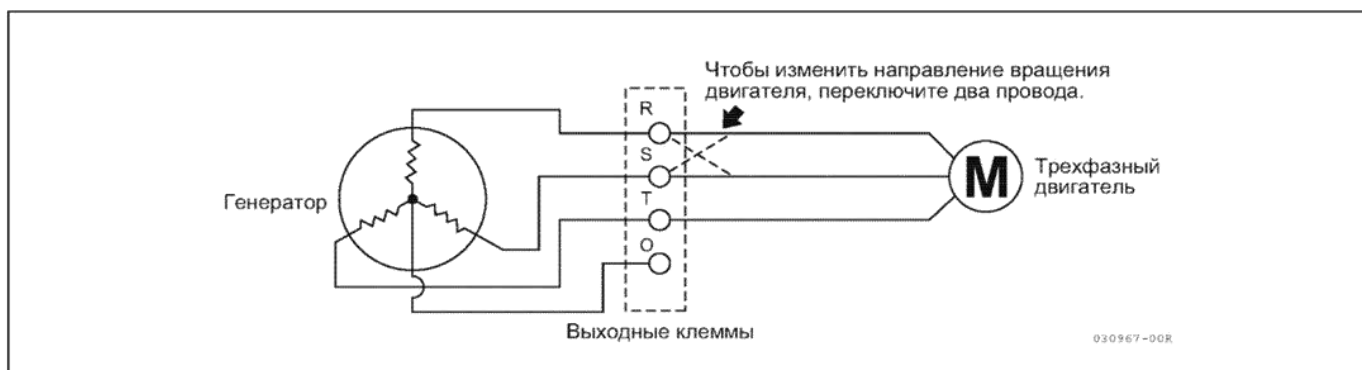 Чтобы изменить направление вращения
двигателя, переключите два провода.
R
S
T
O
Генератор
M
Трехфазный
двигатель
Выходные клеммы
030967-00R